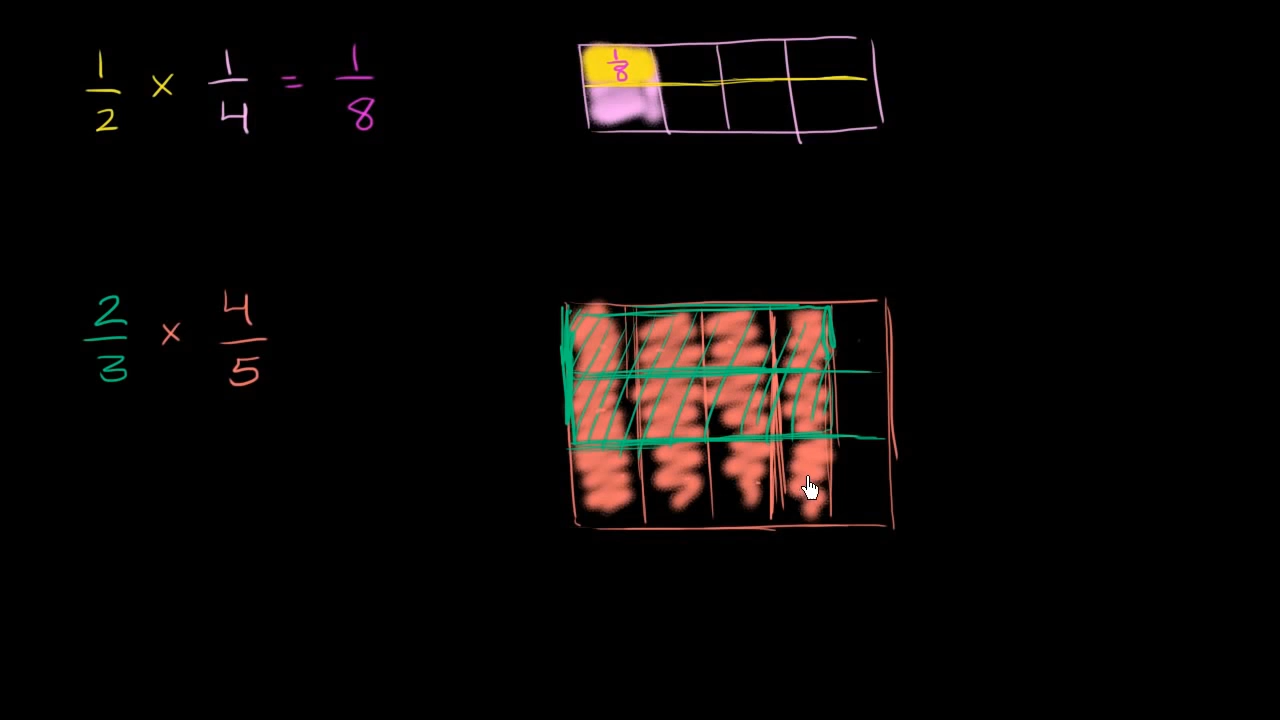 1/2 × 1/4 = 1/8
1/8
2/3 × 4/5